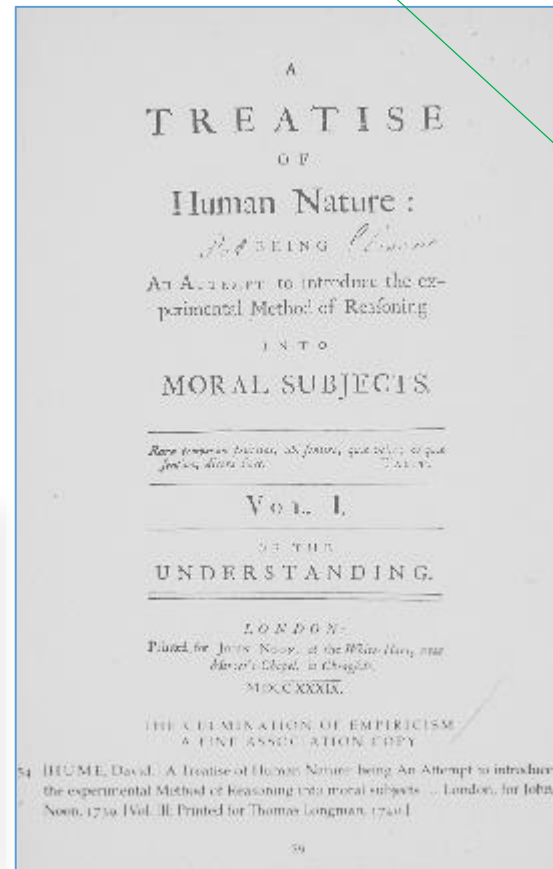 A
TREATISE
OF
Human Nature :
BEING
An ATTEMPT to introduce the ex-
perimental Method of Reasoning
INTO
MORAL SUBJECTS.
Rara temporum
TACIT.
VOL. I.
OF THE
UNDERSTANDING.
LONDON:
Printed for JOHN NOON, at the White-Hart, near
Mercer's Chapel, in Cheapside.
MDCCXXXIX.
THE CULMINATION OF EMPIRICISM
A FINE ASSOCIATION COPY
54 [HUME, David.] A Treatise of Human Nature: being An Attempt to introduce
the experimental Method of Reasoning into moral subjects ... London, for John
Noon, 1739 [Vol. III: Printed for Thomas Longman, 1740]
59